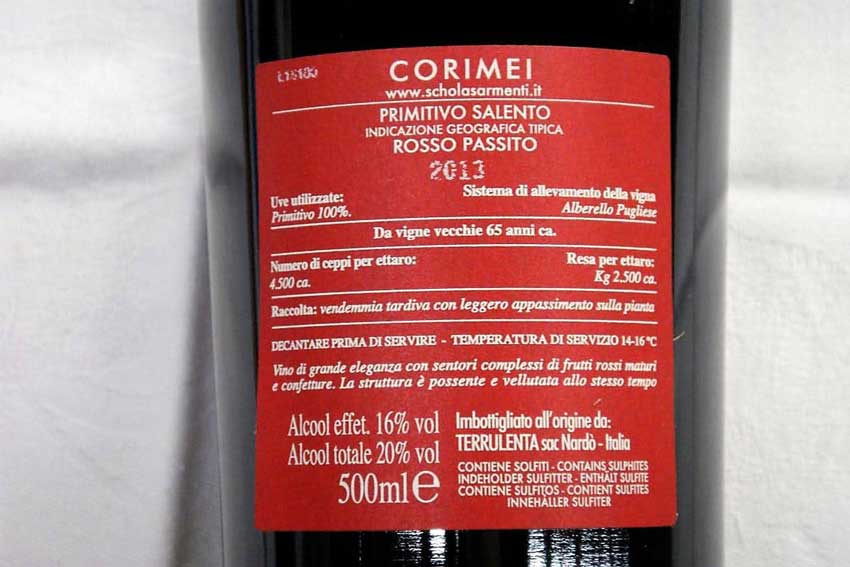 L15180
CORIMEI
www.scholasarmenti.it
PRIMITIVO SALENTO
INDICAZIONE GEOGRAFICA TIPICA
ROSSO PASSITO
2013
Uve utilizzate:
Primitivo 100%.
Sistema di allevamento della vigna
Alberello Pugliese
Da vigne vecchie 65 anni ca.
Numero di ceppi per ettaro:
4.500 ca.
Resa per ettaro:
Kg 2.500 ca.
Raccolta: vendemmia tardiva con leggero appassimento sulla pianta
DECANTARE PRIMA DI SERVIRE - TEMPERATURA DI SERVIZIO 14-16 °C
Vino di grande eleganza con sentori complessi di frutti rossi maturi
e confetture. La struttura è possente e vellutata allo stesso tempo
Alcool effet. 16% vol
Alcool totale 20% vol
500ml e
Imbottigliato all'origine da:
TERRULENTA sac Nardò - Italia
CONTIENE SOLFITI - CONTAINS SULPHITES
INDEHOLDER SULFITTER - ENTHÄLT SULFITE
CONTIENE SULFITOS - CONTIENT SULFITES
INNEHÅLLER SULFITER